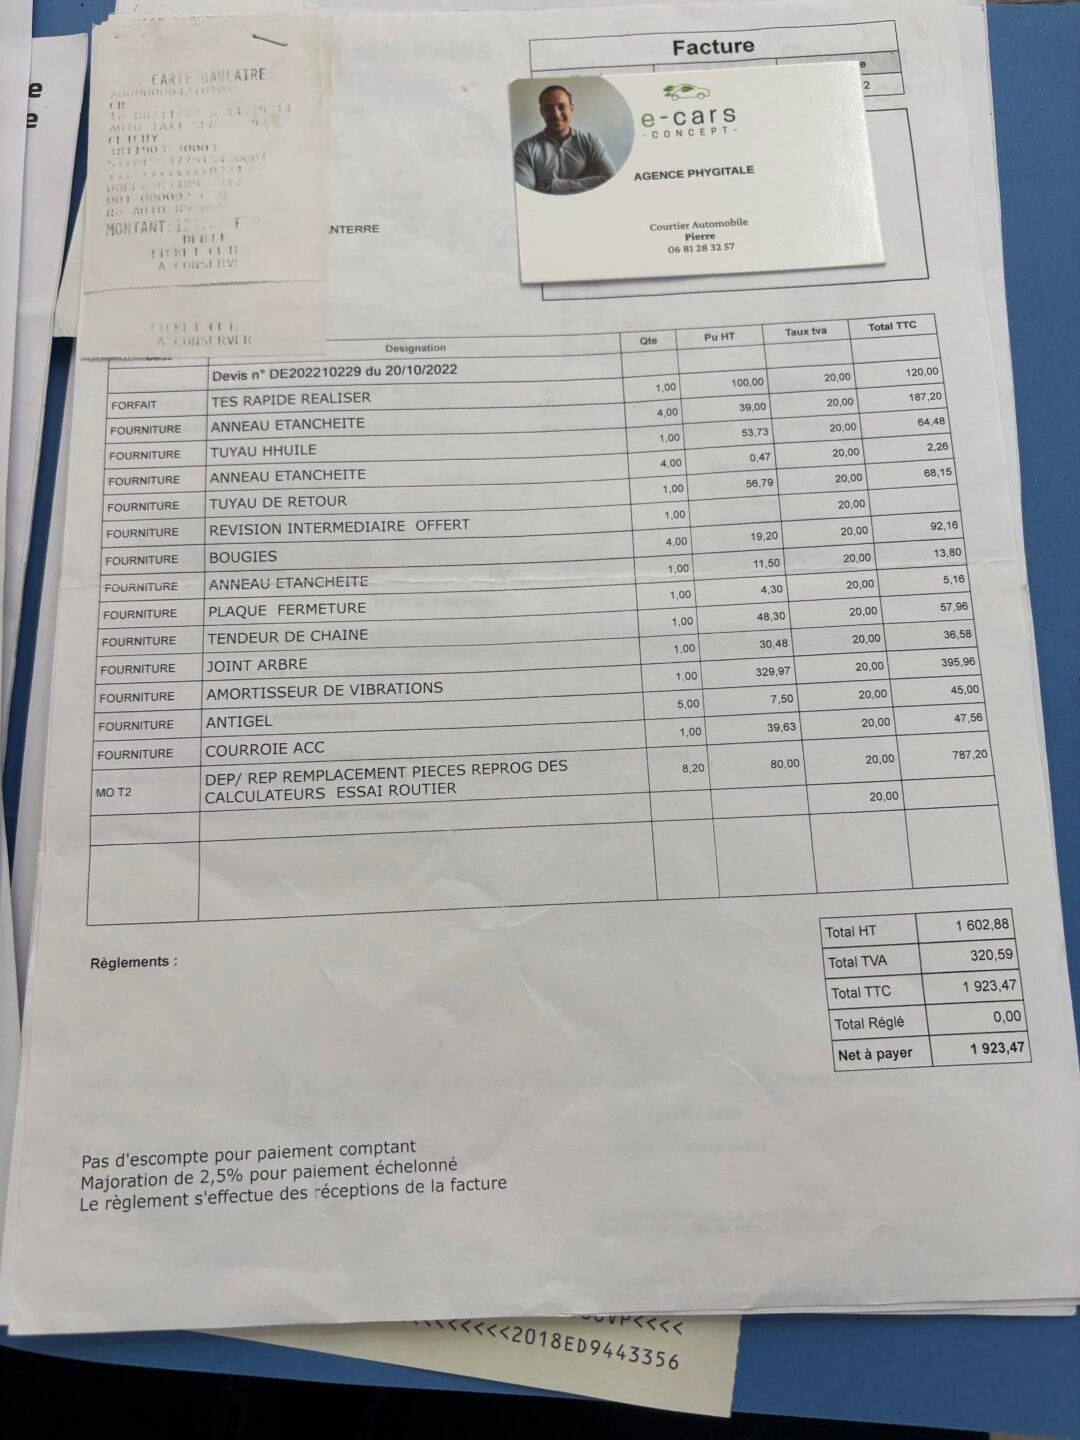 e
e
CARTE BANCAIRE
CB
CLICHY
MONTANT:
DEBIT
TICKET CLIENT
A CONSERVER
TICKET CLIENT
A CONSERVER
Facture
e
2
e-cars
-CONCEPT-
AGENCE PHYGITALE
Courtier Automobile
Pierre
06 81 28 32 57
NTERRE
Designation Qte Pu HT Taux tva Total TTC
Devis n° DE202210229 du 20/10/2022
FORFAIT TES RAPIDE REALISER 1,00 100,00 20,00 120,00
FOURNITURE ANNEAU ETANCHEITE 4,00 39,00 20,00 187,20
FOURNITURE TUYAU HHUILE 1,00 53,73 20,00 64,48
FOURNITURE ANNEAU ETANCHEITE 4,00 0,47 20,00 2,26
FOURNITURE TUYAU DE RETOUR 1,00 56,79 20,00 68,15
FOURNITURE REVISION INTERMEDIAIRE OFFERT 1,00 20,00
FOURNITURE BOUGIES 4,00 19,20 20,00 92,16
FOURNITURE ANNEAU ETANCHEITE 1,00 11,50 20,00 13,80
FOURNITURE PLAQUE FERMETURE 1,00 4,30 20,00 5,16
FOURNITURE TENDEUR DE CHAINE 1,00 48,30 20,00 57,96
FOURNITURE JOINT ARBRE 1,00 30,48 20,00 36,58
FOURNITURE AMORTISSEUR DE VIBRATIONS 1,00 329,97 20,00 395,96
FOURNITURE ANTIGEL 5,00 7,50 20,00 45,00
FOURNITURE COURROIE ACC 1,00 39,63 20,00 47,56
MO T2 DEP/ REP REMPLACEMENT PIECES REPROG DES 8,20 80,00 20,00 787,20
CALCULATEURS ESSAI ROUTIER
20,00
Règlements :
Total HT 1 602,88
Total TVA 320,59
Total TTC 1 923,47
Total Réglé 0,00
Net à payer 1 923,47
Pas d'escompte pour paiement comptant
Majoration de 2,5% pour paiement échelonné
Le règlement s'effectue des réceptions de la facture
<<<<<<<<2018ED9443356